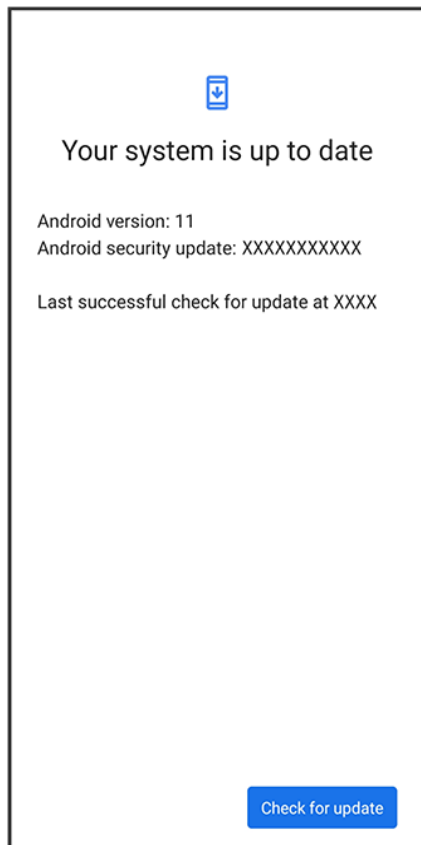 Your system is up to date
Android version: 11
Android security update: XXXXXXXXXXX
Last successful check for update at XXXX
Check for update